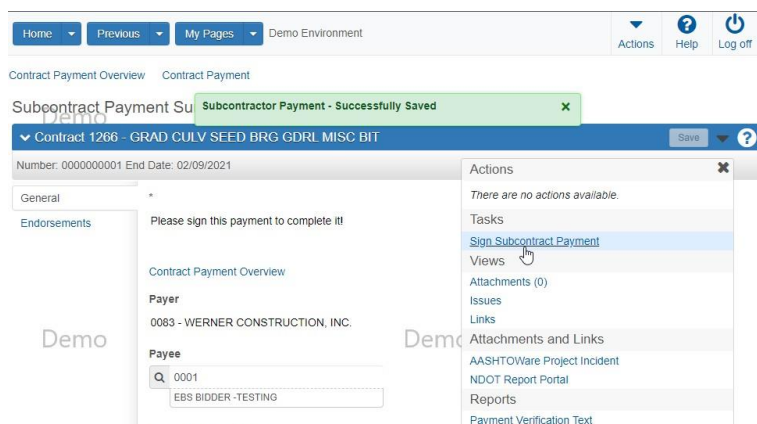 Home Previous My Pages Demo Environment
Actions Help Log off
Contract Payment Overview Contract Payment
Subcontract Payment Su
Subcontractor Payment - Successfully Saved ×
Demo
Contract 1266 - GRAD CULV SEED BRG GDRL MISC BIT Save ?
Number: 0000000001 End Date: 02/09/2021
General
Endorsements
*
Please sign this payment to complete it!
Contract Payment Overview
Payer
0083 - WERNER CONSTRUCTION, INC.
Payee
0001
EBS BIDDER -TESTING
Demo
Demo
Actions
There are no actions available.
Tasks
Sign Subcontract Payment
Views
Attachments (0)
Issues
Links
Attachments and Links
AASHTOWare Project Incident
NDOT Report Portal
Reports
Payment Verification Text